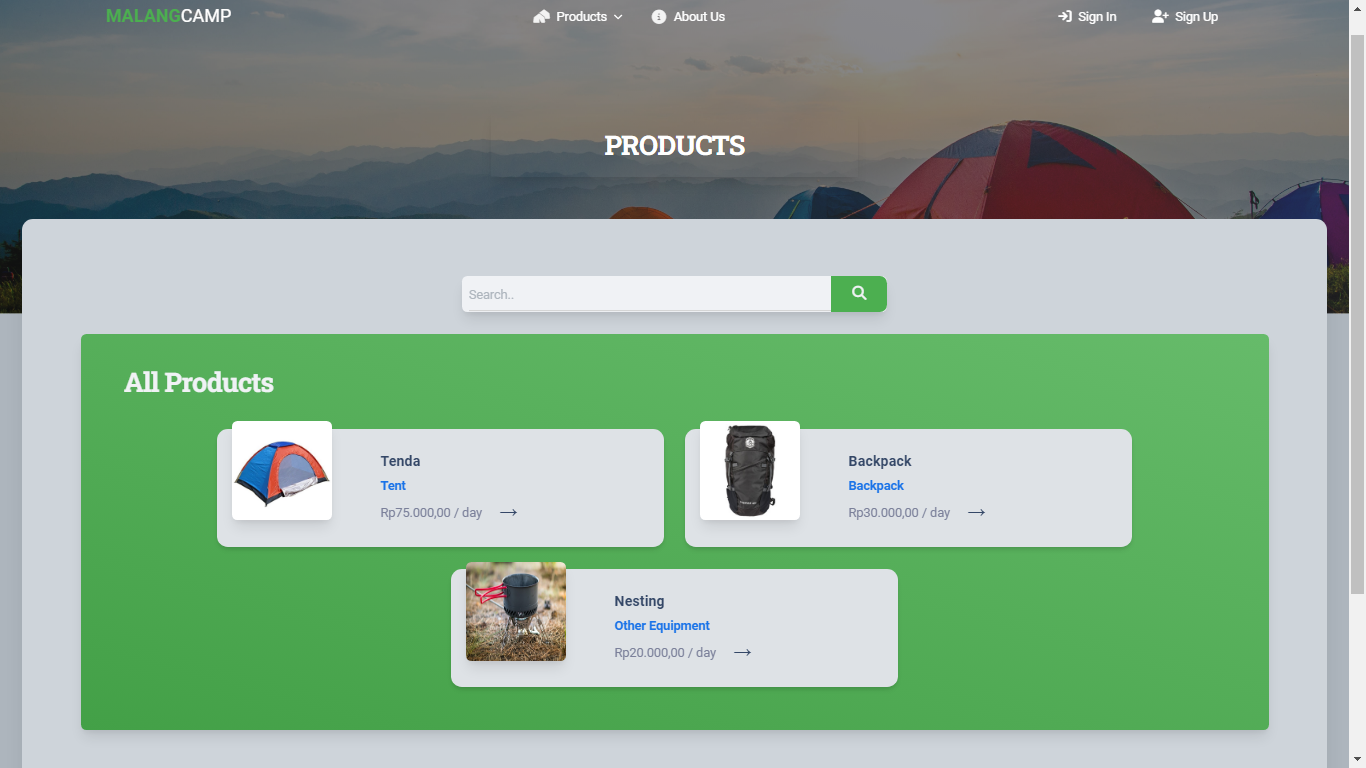 MALANGCAMP
Products
About Us
Sign In
Sign Up
PRODUCTS
Search..
All Products
Tenda
Tent
Rp75.000,00 / day
Backpack
Backpack
Rp30.000,00 / day
Nesting
Other Equipment
Rp20.000,00 / day